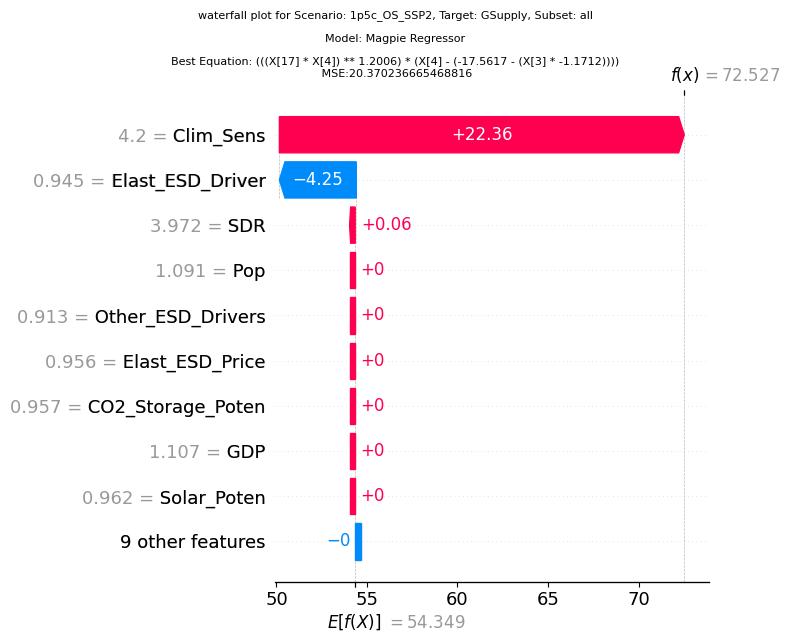 waterfall plot for Scenario: 1p5c_OS_SSP2, Target: GSupply, Subset: all
Model: Magpie Regressor
Best Equation: (((X[17] * X[4]) ** 1.2006) * (X[4] - (-17.5617 - (X[3] * -1.1712))))
MSE:20.370236665468816
f(x) = 72.527
4.2 = Clim_Sens +22.36
0.945 = Elast_ESD_Driver −4.25
3.972 = SDR +0.06
1.091 = Pop +0
0.913 = Other_ESD_Drivers +0
0.956 = Elast_ESD_Price +0
0.957 = CO2_Storage_Poten +0
1.107 = GDP +0
0.962 = Solar_Poten +0
9 other features −0
50 55 60 65 70
E[f(X)] = 54.349